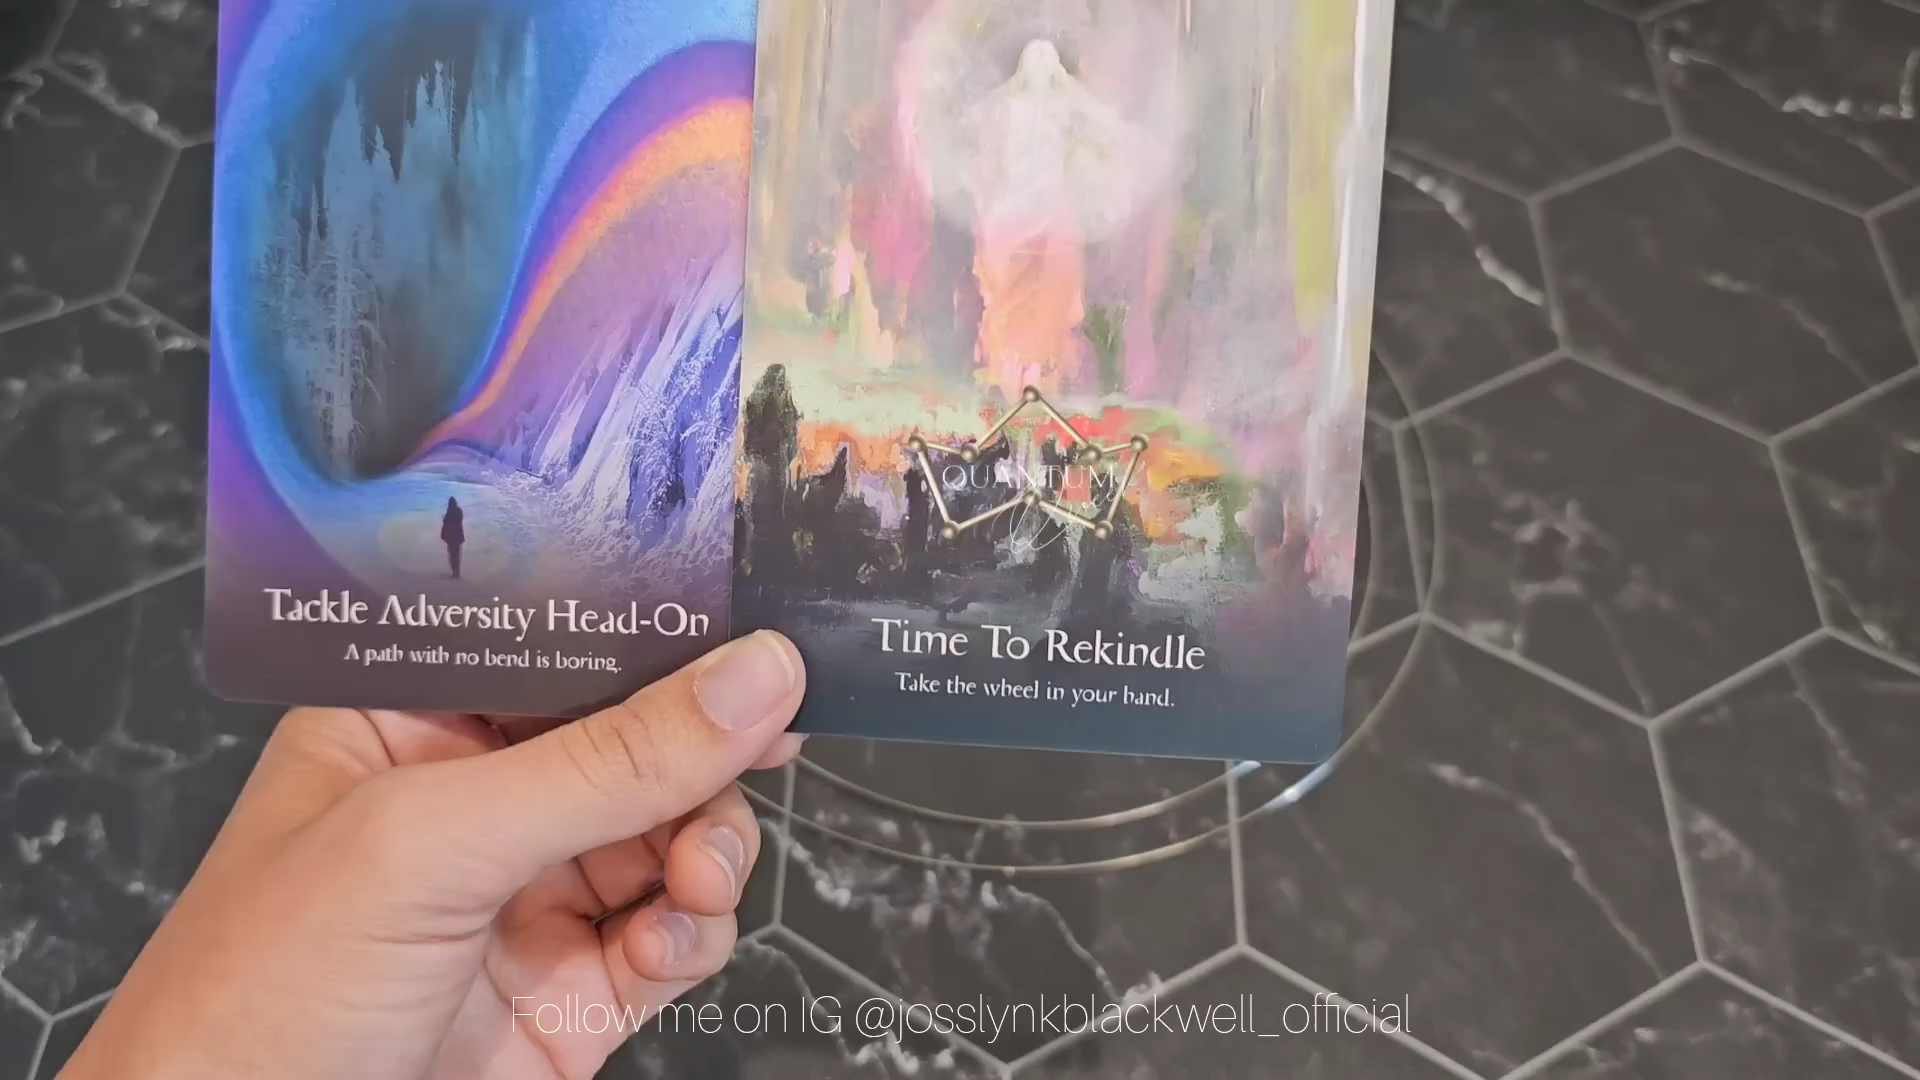 Tackle Adversity Head-On
A path with no bend is boring.
Time To Rekindle
Take the wheel in your hand.
QUANTUM
Follow me on IG @josslynkblackwell_official